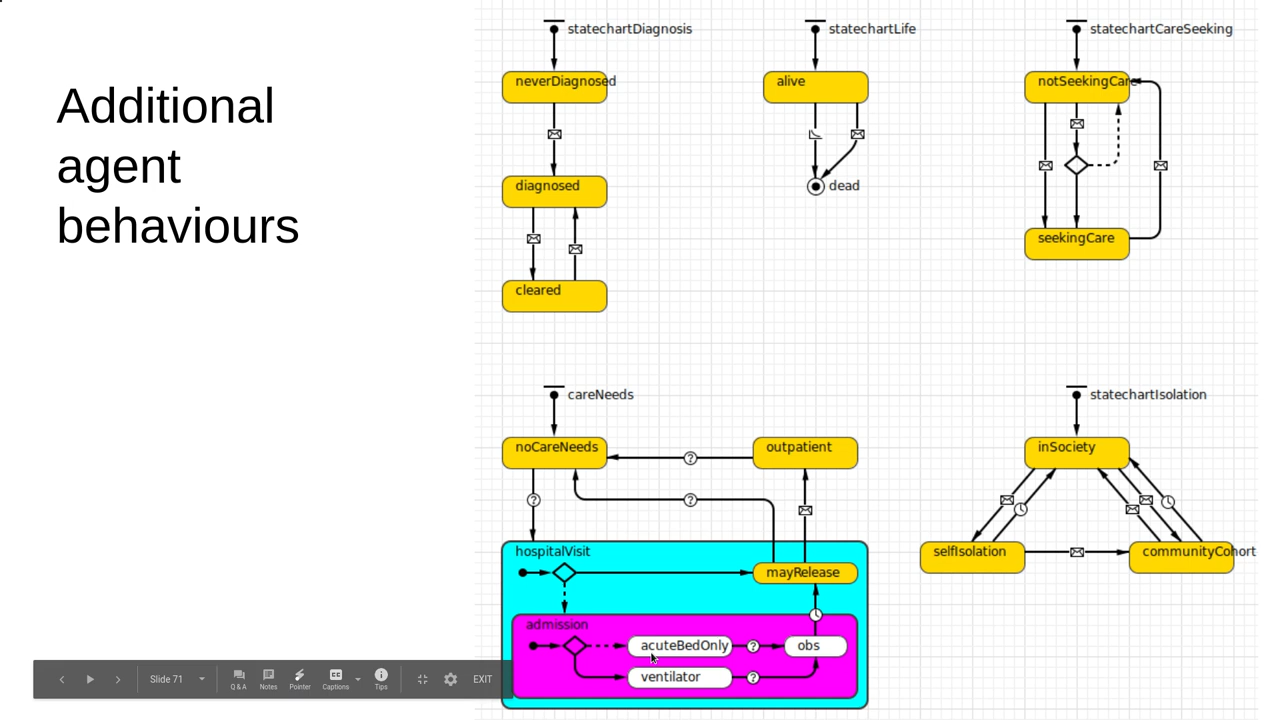 Additional
agent
behaviours
statechartDiagnosis
statechartLife
statechartCareSeeking
neverDiagnosed
alive
notSeekingCare
diagnosed
dead
seekingCare
cleared
careNeeds
statechartIsolation
noCareNeeds
outpatient
inSociety
hospitalVisit
selfIsolation
communityCohort
mayRelease
admission
acuteBedOnly
obs
ventilator
Slide 71
Q & A
Notes
Pointer
CC
Captions
Tips
EXIT